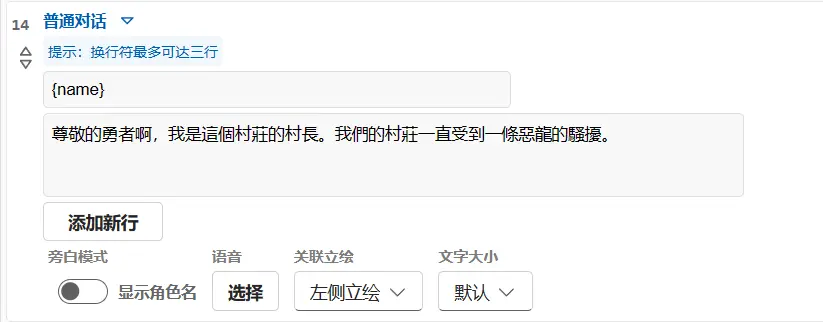 14
普通对话
提示：换行符最多可达三行
{name}
尊敬的勇者啊，我是這個村莊的村長。我們的村莊一直受到一條惡龍的騷擾。
添加新行
旁白模式 语音 关联立绘 文字大小
显示角色名 选择 左侧立绘 默认